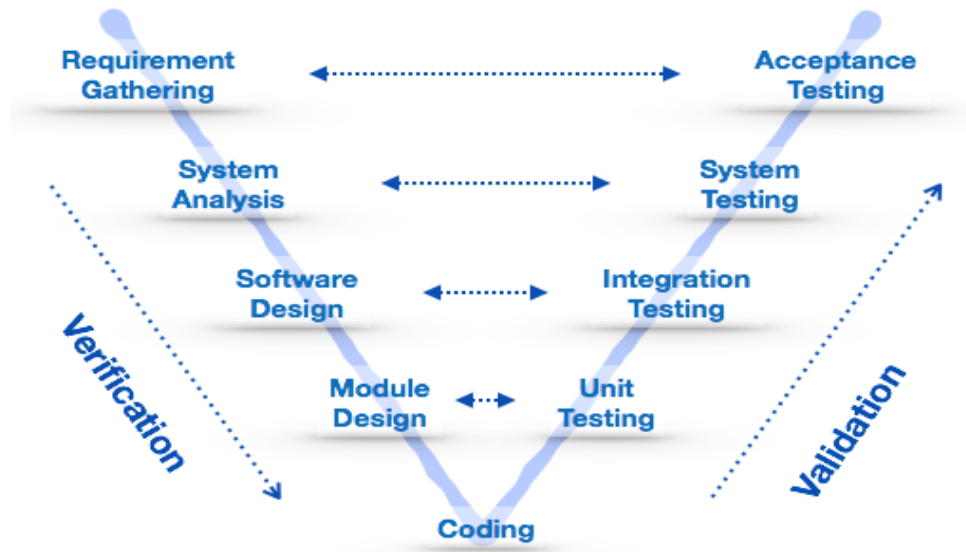 Requirement
Gathering
Acceptance
Testing
System
Analysis
System
Testing
Software
Design
Integration
Testing
Module
Design
Unit
Testing
Coding
Verification
Validation